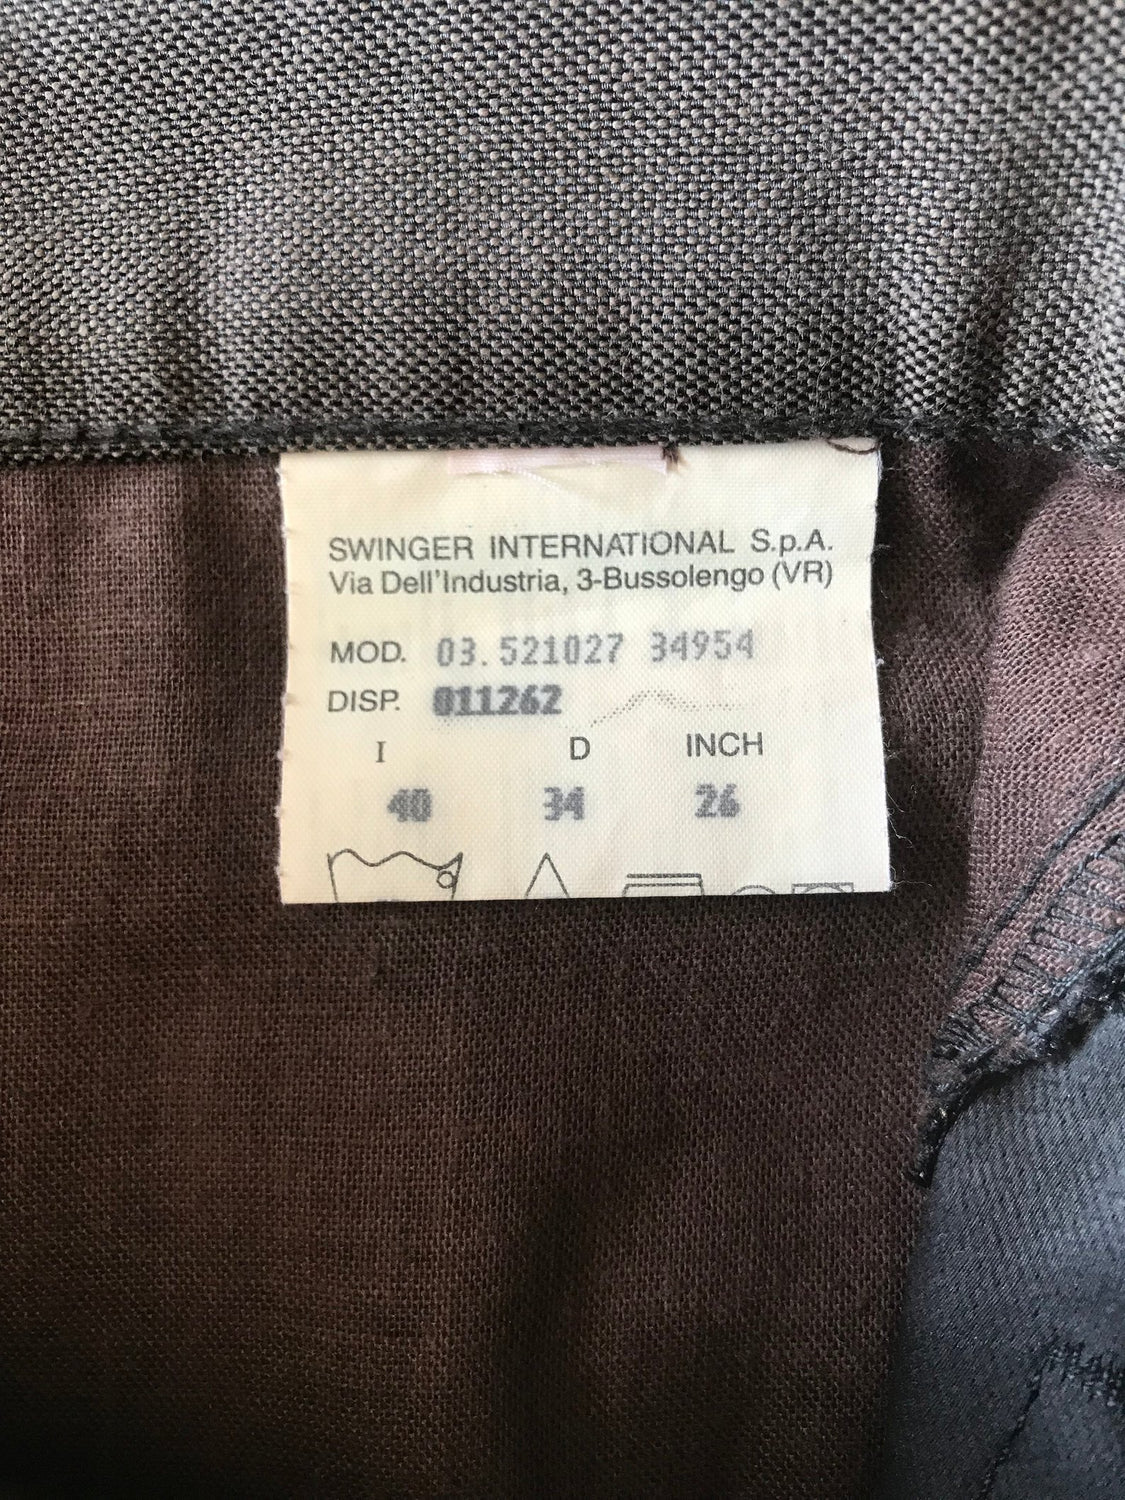 SWINGER INTERNATIONAL S.p.A.
Via Dell'Industria, 3-Bussolengo (VR)
MOD. 03.521027 34954
DISP. 011262
I D INCH
40 34 26